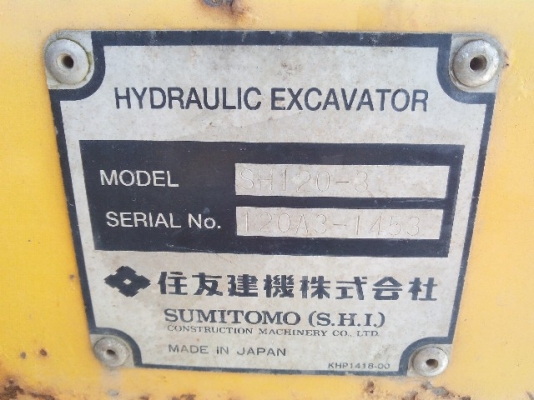 HYDRAULIC EXCAVATOR
MODEL SH120-3
SERIAL No. 120A3-1453
住友建機株式会社
SUMITOMO (S.H.I.)
CONSTRUCTION MACHINERY CO., LTD.
MADE IN JAPAN
KHP1418-00